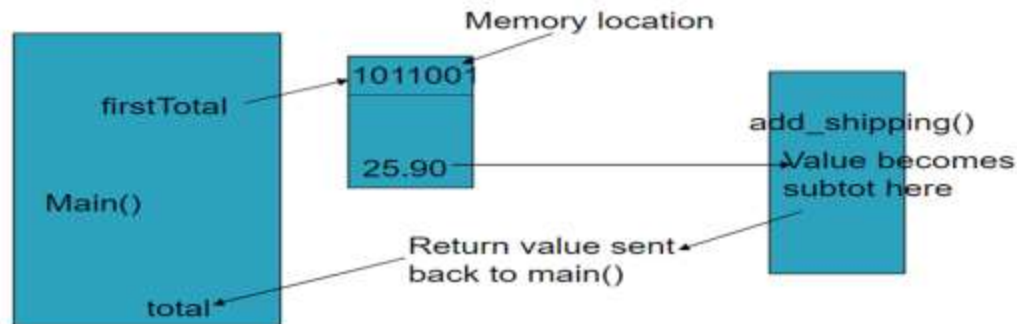 Memory location
1011001
firstTotal
add_shipping()
25.90
Value becomes
subtot here
Main()
Return value sent
back to main()
total